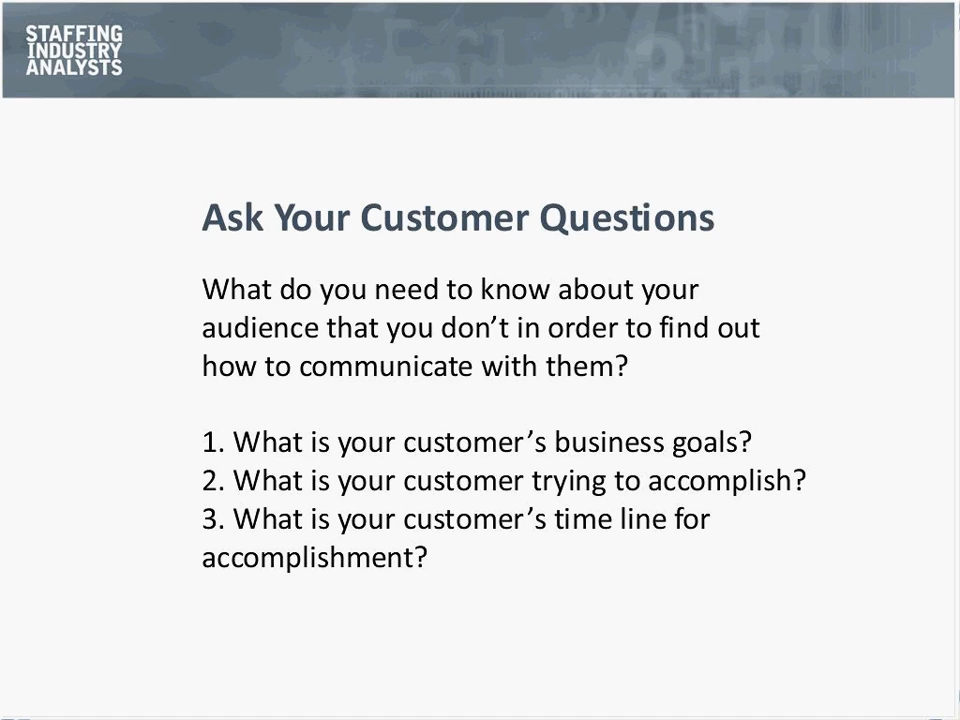 STAFFING
INDUSTRY
ANALYSTS
Ask Your Customer Questions
What do you need to know about your
audience that you don’t in order to find out
how to communicate with them?
1. What is your customer’s business goals?
2. What is your customer trying to accomplish?
3. What is your customer’s time line for
accomplishment?